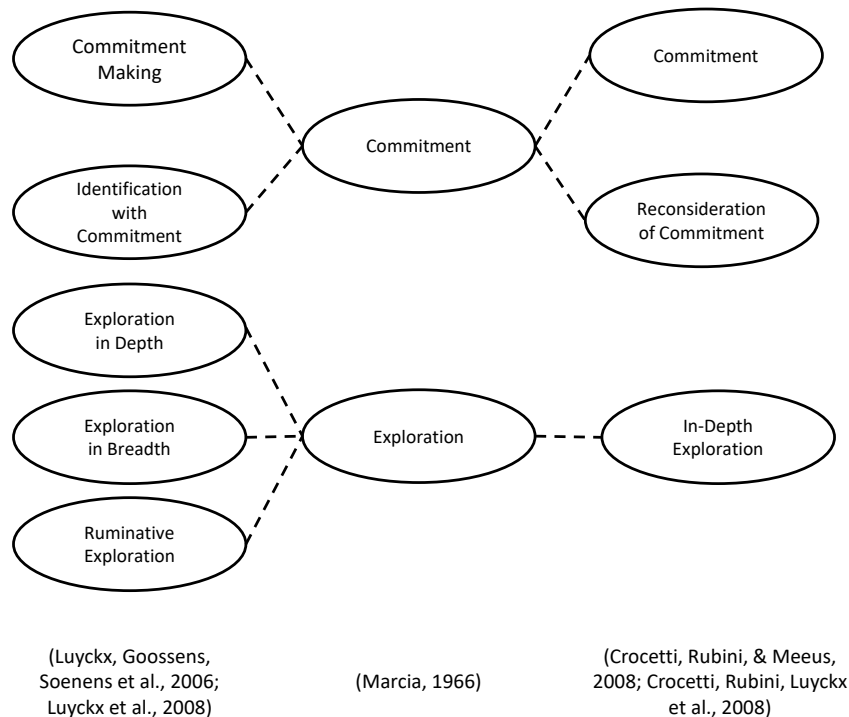 Commitment
Making
Commitment
Commitment
Identification
with
Commitment
Reconsideration
of Commitment
Exploration
in Depth
Exploration
in Breadth
Exploration
In-Depth
Exploration
Ruminative
Exploration
(Luyckx, Goossens,
Soenens et al., 2006;
Luyckx et al., 2008)
(Marcia, 1966)
(Crocetti, Rubini, & Meeus,
2008; Crocetti, Rubini, Luyckx
et al., 2008)